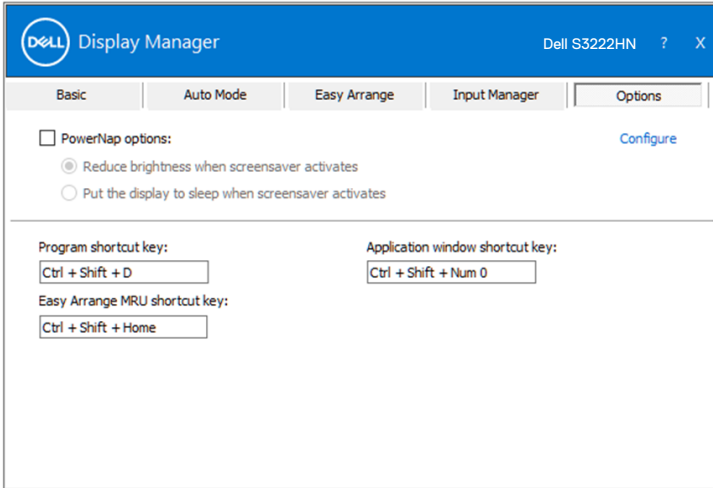 DELL Display Manager Dell S3222HN ? X
Basic Auto Mode Easy Arrange Input Manager Options
PowerNap options: Configure
Reduce brightness when screensaver activates
Put the display to sleep when screensaver activates
Program shortcut key: Application window shortcut key:
Ctrl + Shift + D Ctrl + Shift + Num 0
Easy Arrange MRU shortcut key:
Ctrl + Shift + Home